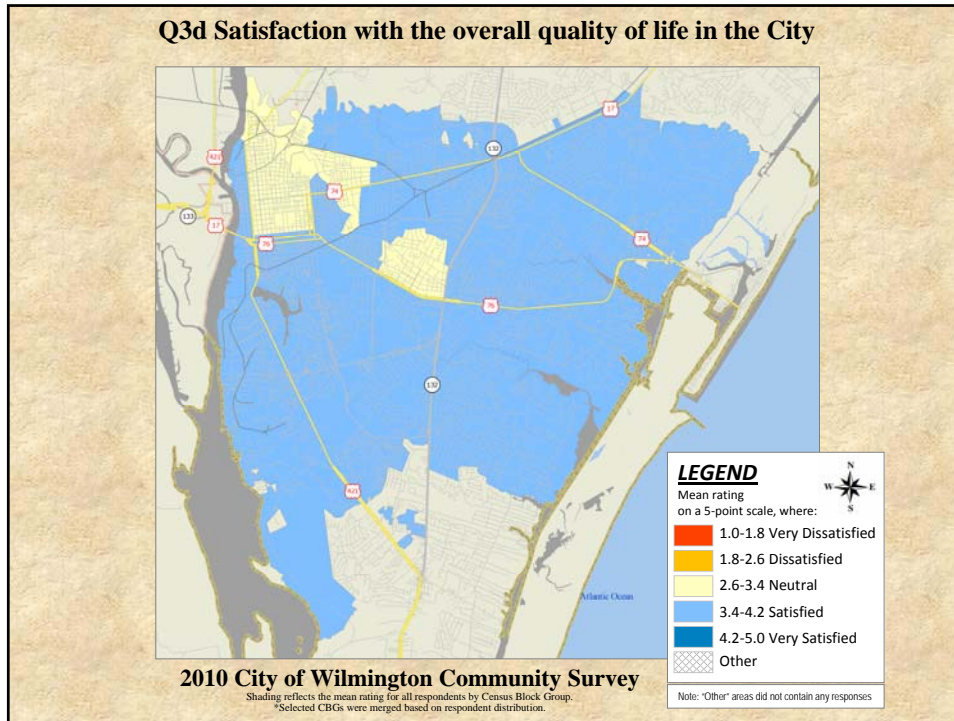 Q3d Satisfaction with the overall quality of life in the City
17
132
421
74
133
17
76
74
76
132
421
Atlantic Ocean
LEGEND
N
W E
S
Mean rating
on a 5-point scale, where:
1.0-1.8 Very Dissatisfied
1.8-2.6 Dissatisfied
2.6-3.4 Neutral
3.4-4.2 Satisfied
4.2-5.0 Very Satisfied
Other
2010 City of Wilmington Community Survey
Shading reflects the mean rating for all respondents by Census Block Group.
*Selected CBGs were merged based on respondent distribution.
Note: "Other" areas did not contain any responses